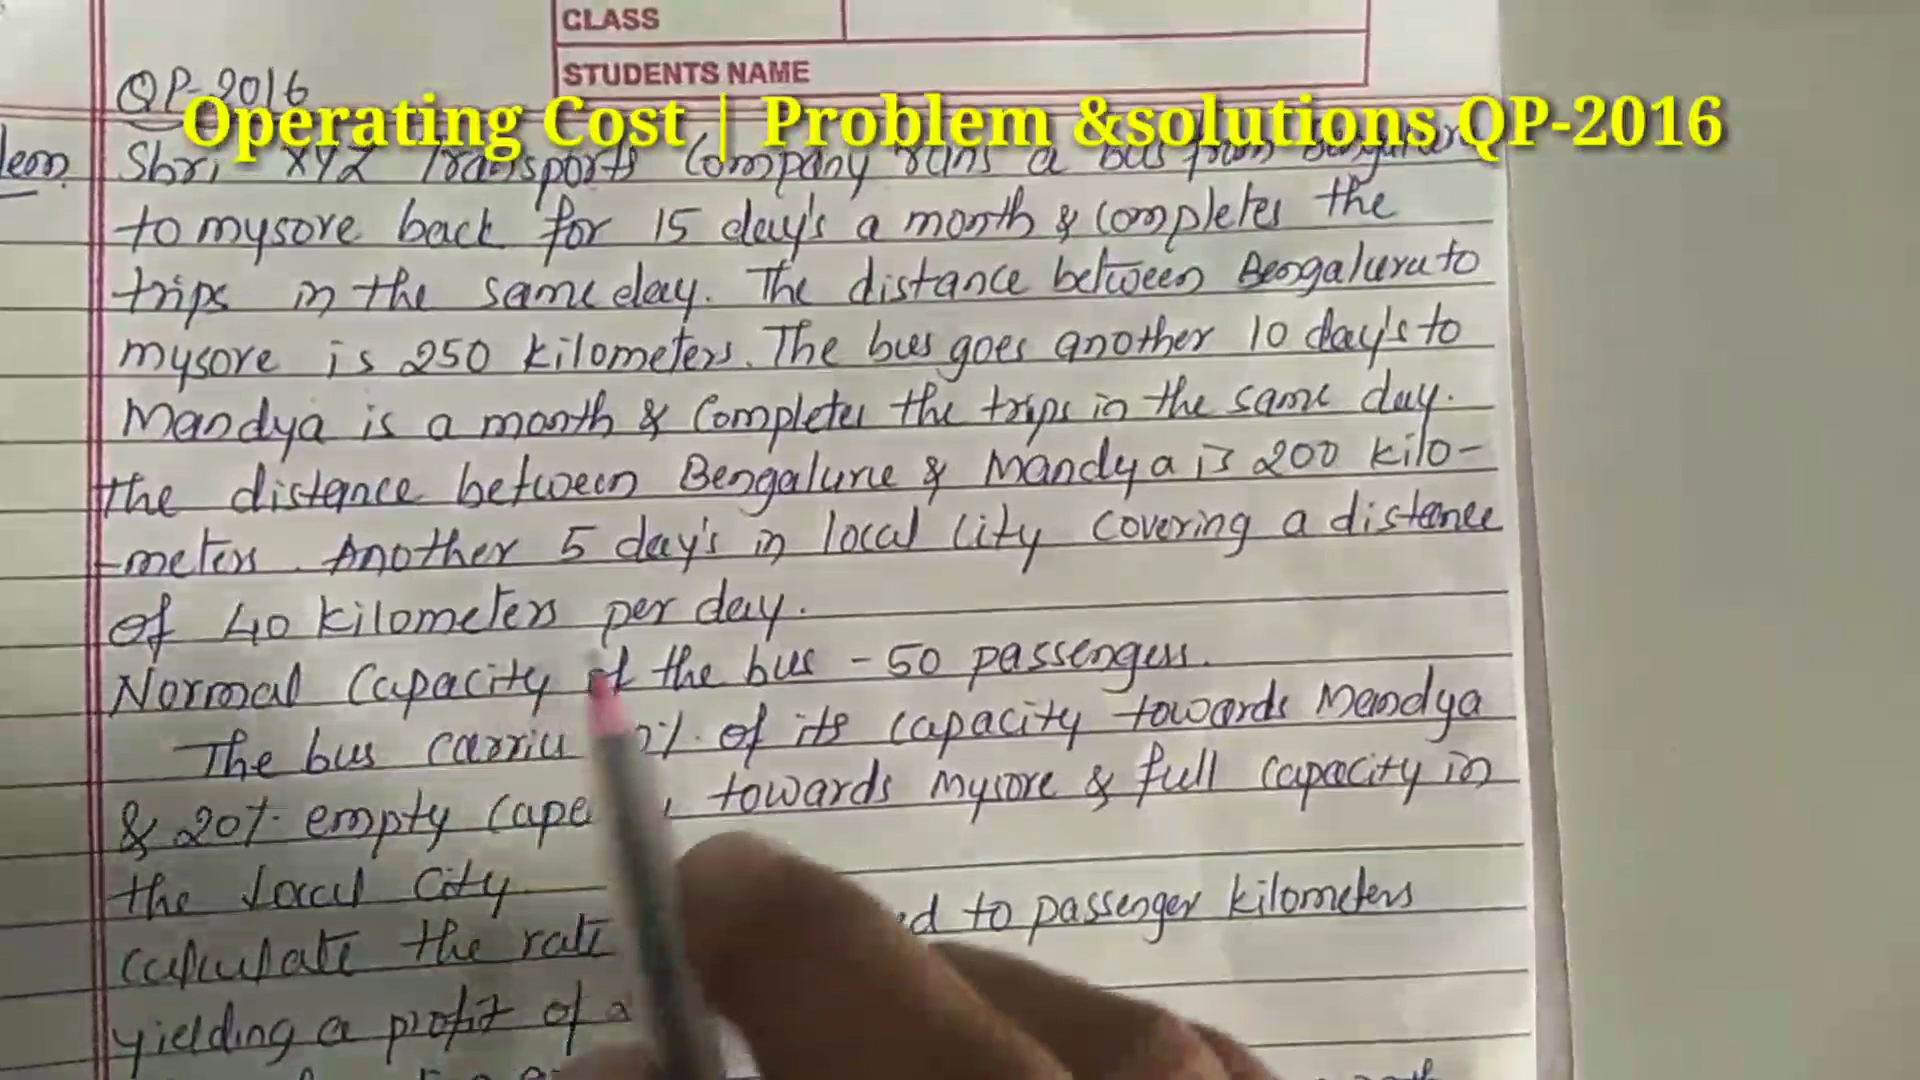 CLASS
STUDENTS NAME
QP-2016
Operating Cost | Problem &solutions QP-2016
Shri XYZ Transports Company runs a bus from
to mysore back for 15 day's a month & completes the
trips in the same day. The distance between Bengaluru to
mysore is 250 kilometers. The bus goes another 10 day's to
Mandya is a month & completes the trips in the same day.
the distance between Bengalure & Mandya is 200 kilo-
-meters. Another 5 day's in local city covering a distance
of 40 kilometers per day.
Normal capacity of the bus - 50 passengers.
The bus of its capacity towards Mandya
& 20% empty towards Mysore & full capacity in
the local city
calculate the rate to passenger kilometers
yielding a profit of